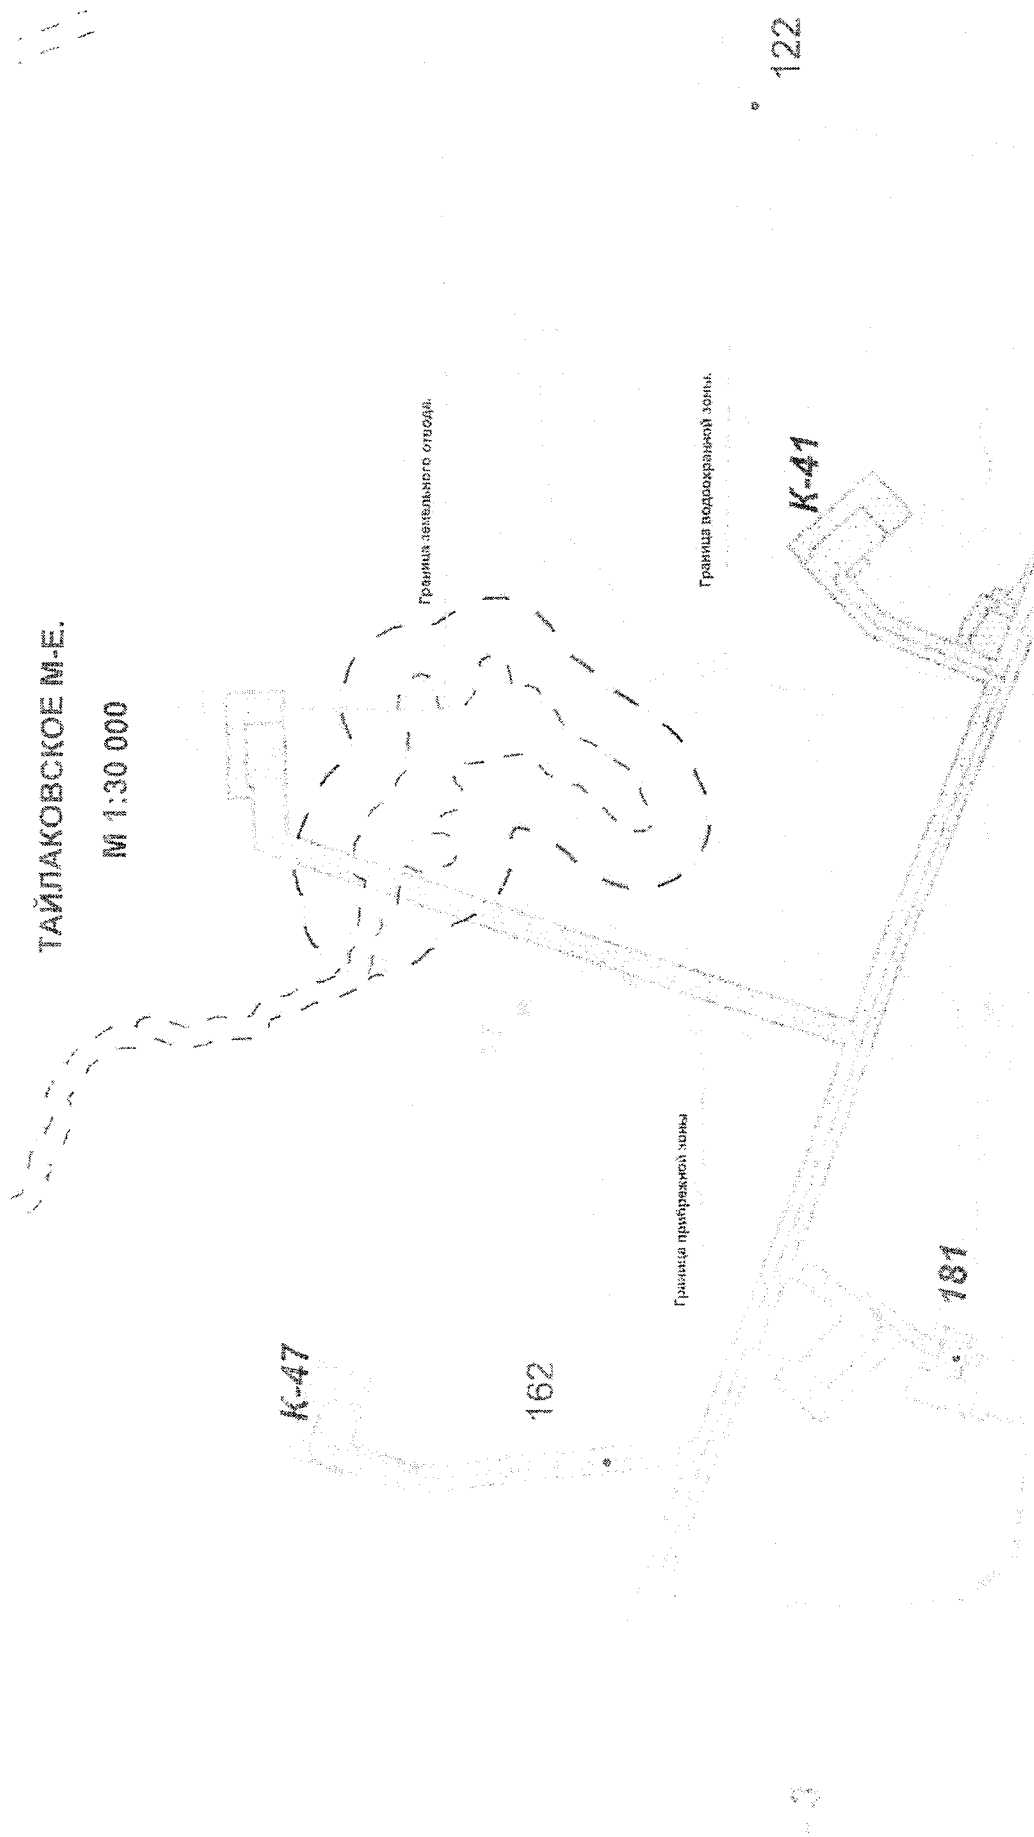 ТАЙЛАКОВСКОЕ М-Е.
М 1:30 000
122
Граница земельного отвода.
Граница водоохранной зоны.
К-41
Граница прибрежной зоны
К-47
162
181